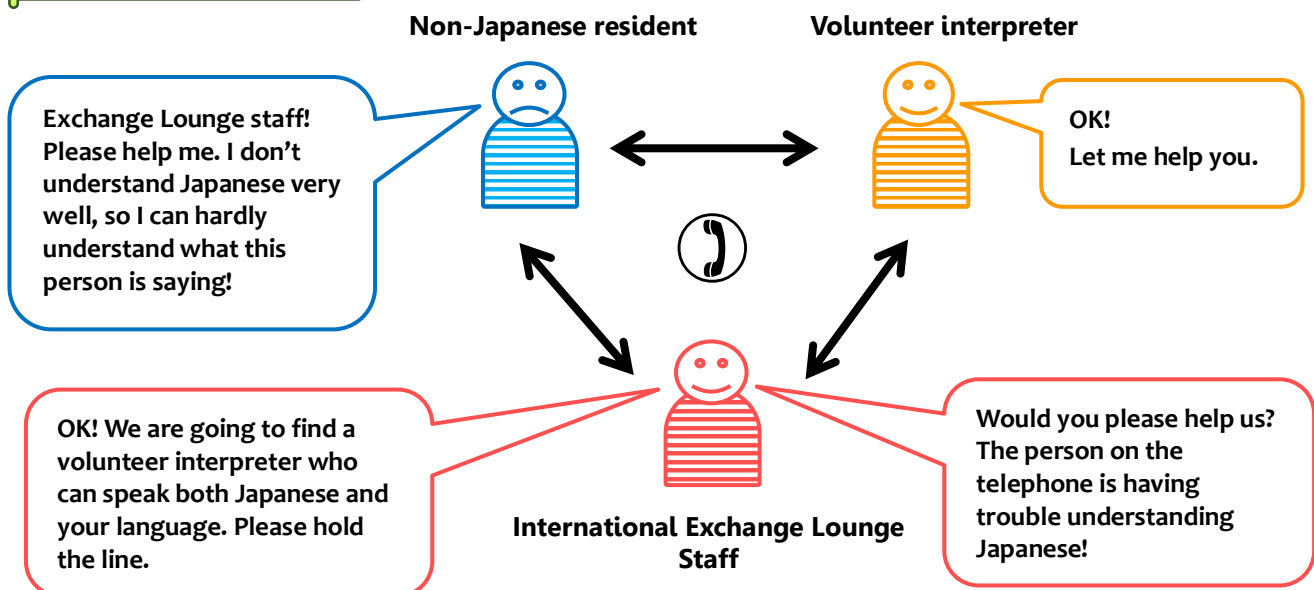 Non-Japanese resident
Volunteer interpreter
Exchange Lounge staff!
Please help me. I don’t
understand Japanese very
well, so I can hardly
understand what this
person is saying!
OK!
Let me help you.
OK! We are going to find a
volunteer interpreter who
can speak both Japanese and
your language. Please hold
the line.
International Exchange Lounge
Staff
Would you please help us?
The person on the
telephone is having
trouble understanding
Japanese!